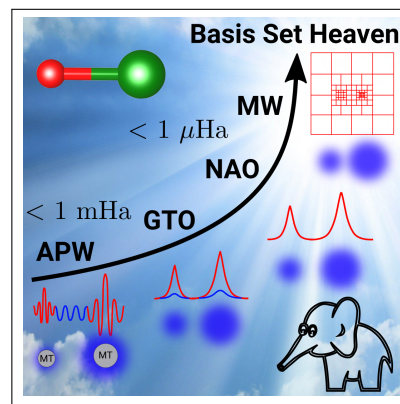 Basis Set Heaven
MW
< 1 μHa
NAO
< 1 mHa
GTO
APW
MT
MT